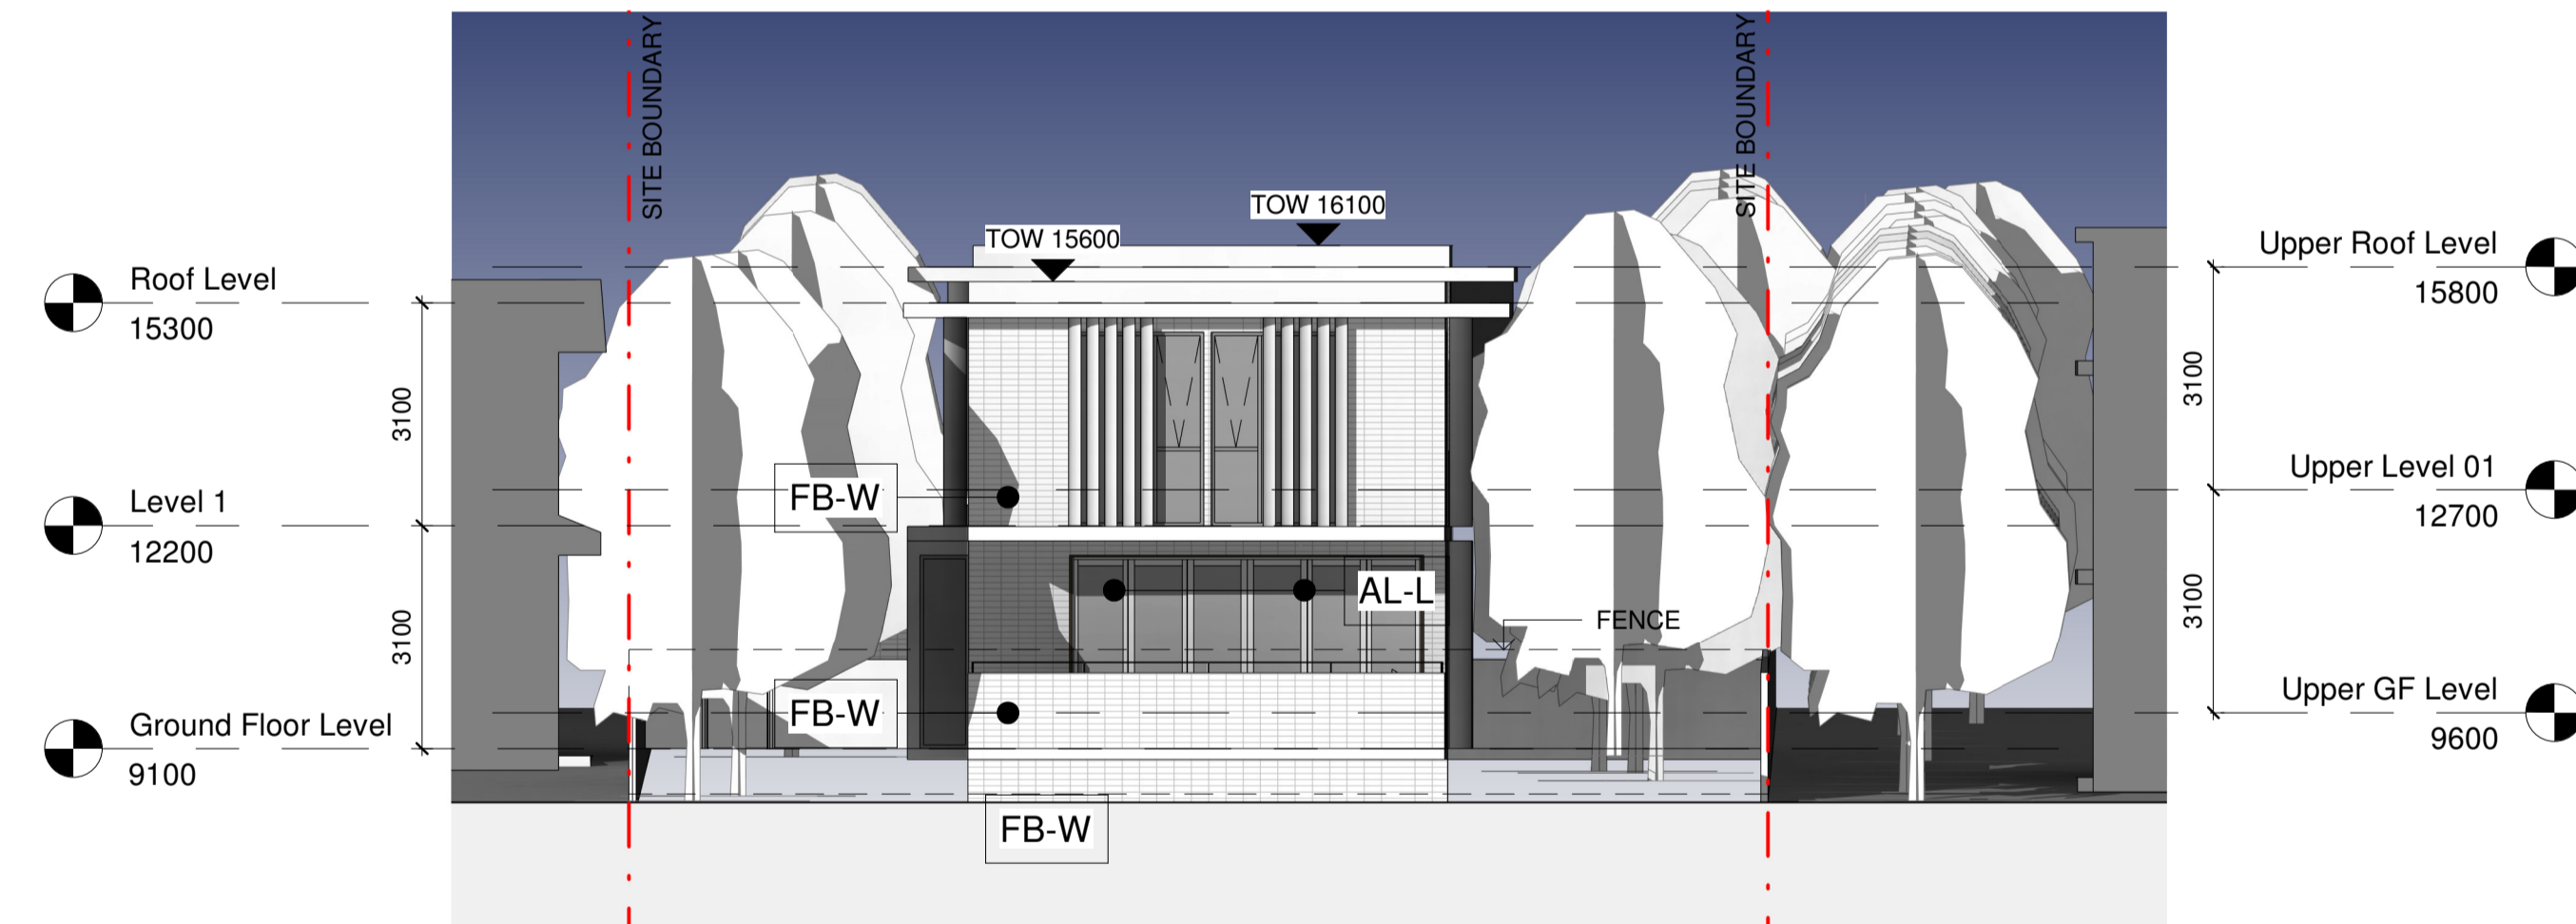 SITE BOUNDARY
SITE BOUNDARY
TOW 16100
TOW 15600
Roof Level
15300
Upper Roof Level
15800
3100
3100
Level 1
12200
Upper Level 01
12700
FB-W
AL-L
FENCE
3100
3100
Ground Floor Level
9100
Upper GF Level
9600
FB-W
FB-W